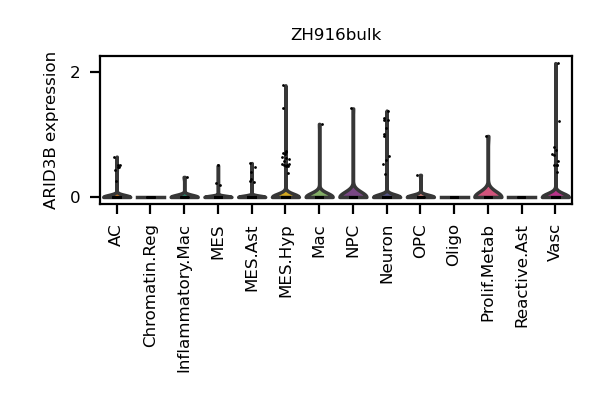 ZH916bulk
ARID3B expression
2
0
AC
Chromatin.Reg
Inflammatory.Mac
MES
MES.Ast
MES.Hyp
Mac
NPC
Neuron
OPC
Oligo
Prolif.Metab
Reactive.Ast
Vasc